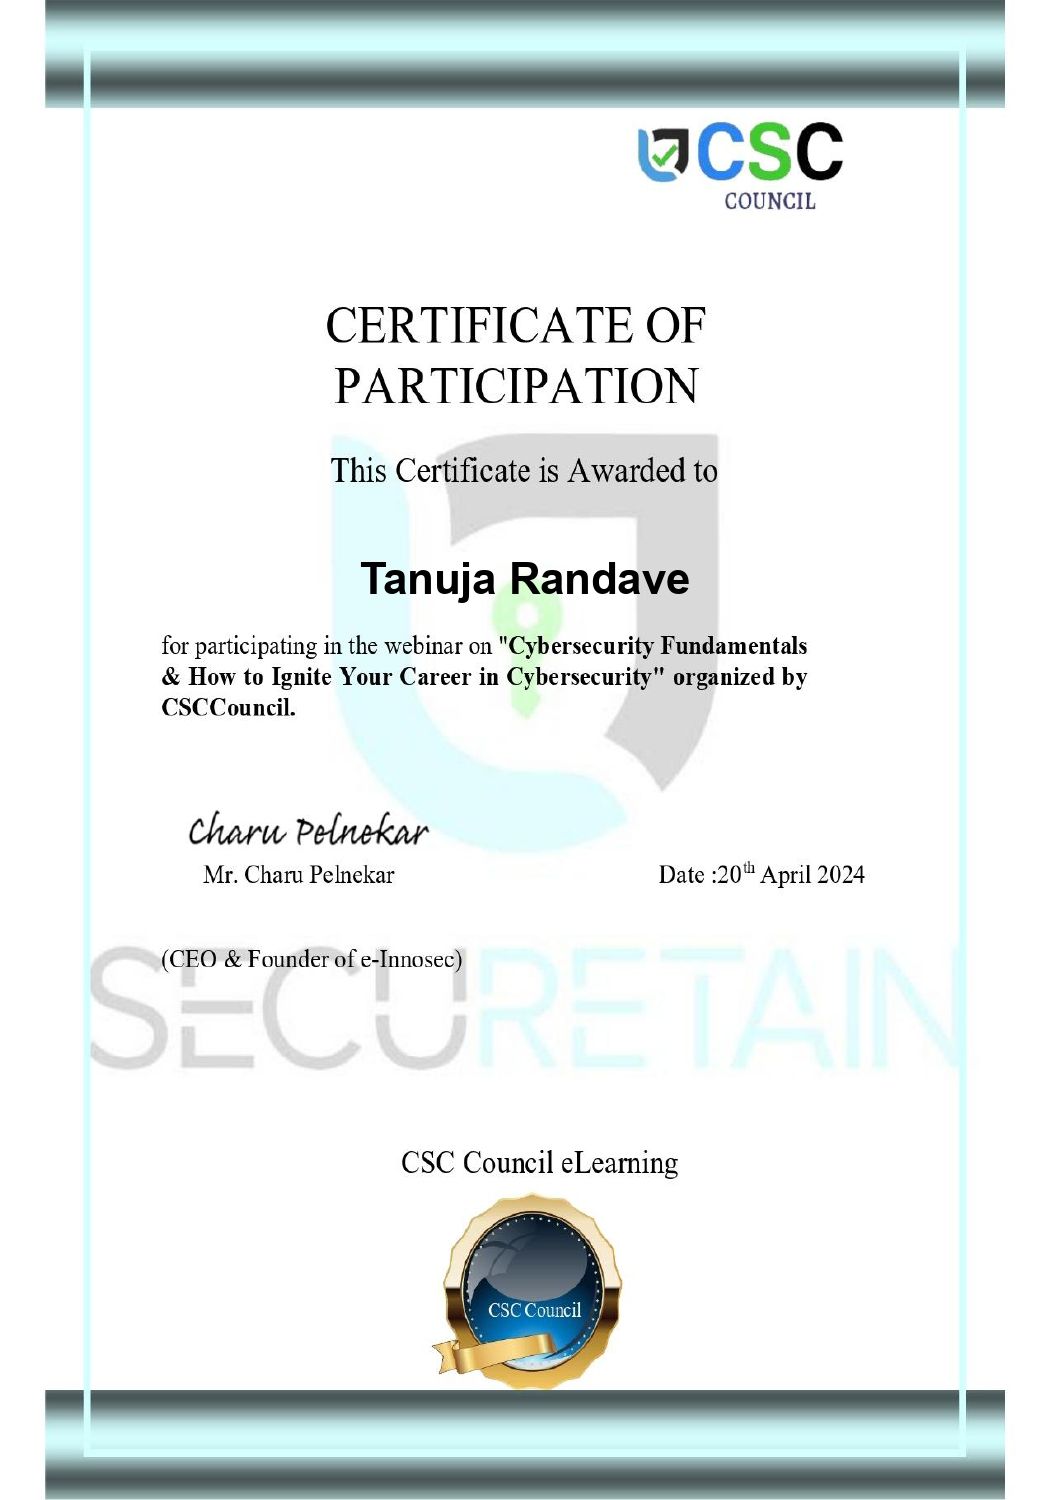 CSC
COUNCIL
CERTIFICATE OF
PARTICIPATION
This Certificate is Awarded to
Tanuja Randave
for participating in the webinar on "Cybersecurity Fundamentals
& How to Ignite Your Career in Cybersecurity" organized by
CSCCouncil.
Charu Pelnekar
Mr. Charu Pelnekar
Date :20th April 2024
(CEO & Founder of e-Innosec)
SECURETAIN
CSC Council eLearning
CSC Council